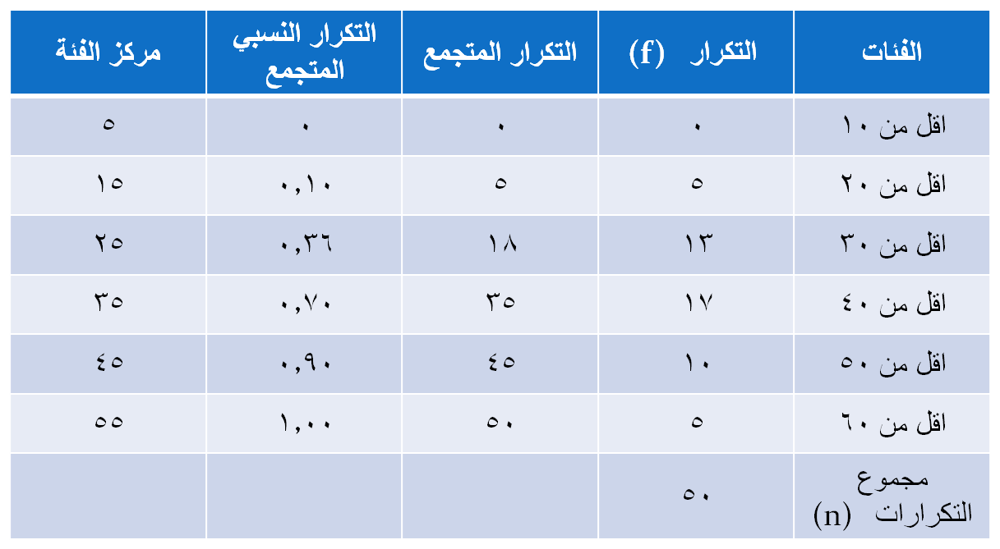 الفئات | التكرار (f) | التكرار المتجمع | التكرار النسبي المتجمع | مركز الفئة
اقل من ١٠ | ٠ | ٠ | ٠ | ٥
اقل من ٢٠ | ٥ | ٥ | ٠,١٠ | ١٥
اقل من ٣٠ | ١٣ | ١٨ | ٠,٣٦ | ٢٥
اقل من ٤٠ | ١٧ | ٣٥ | ٠,٧٠ | ٣٥
اقل من ٥٠ | ١٠ | ٤٥ | ٠,٩٠ | ٤٥
اقل من ٦٠ | ٥ | ٥٠ | ١,٠٠ | ٥٥
مجموع التكرارات (n) | ٥٠